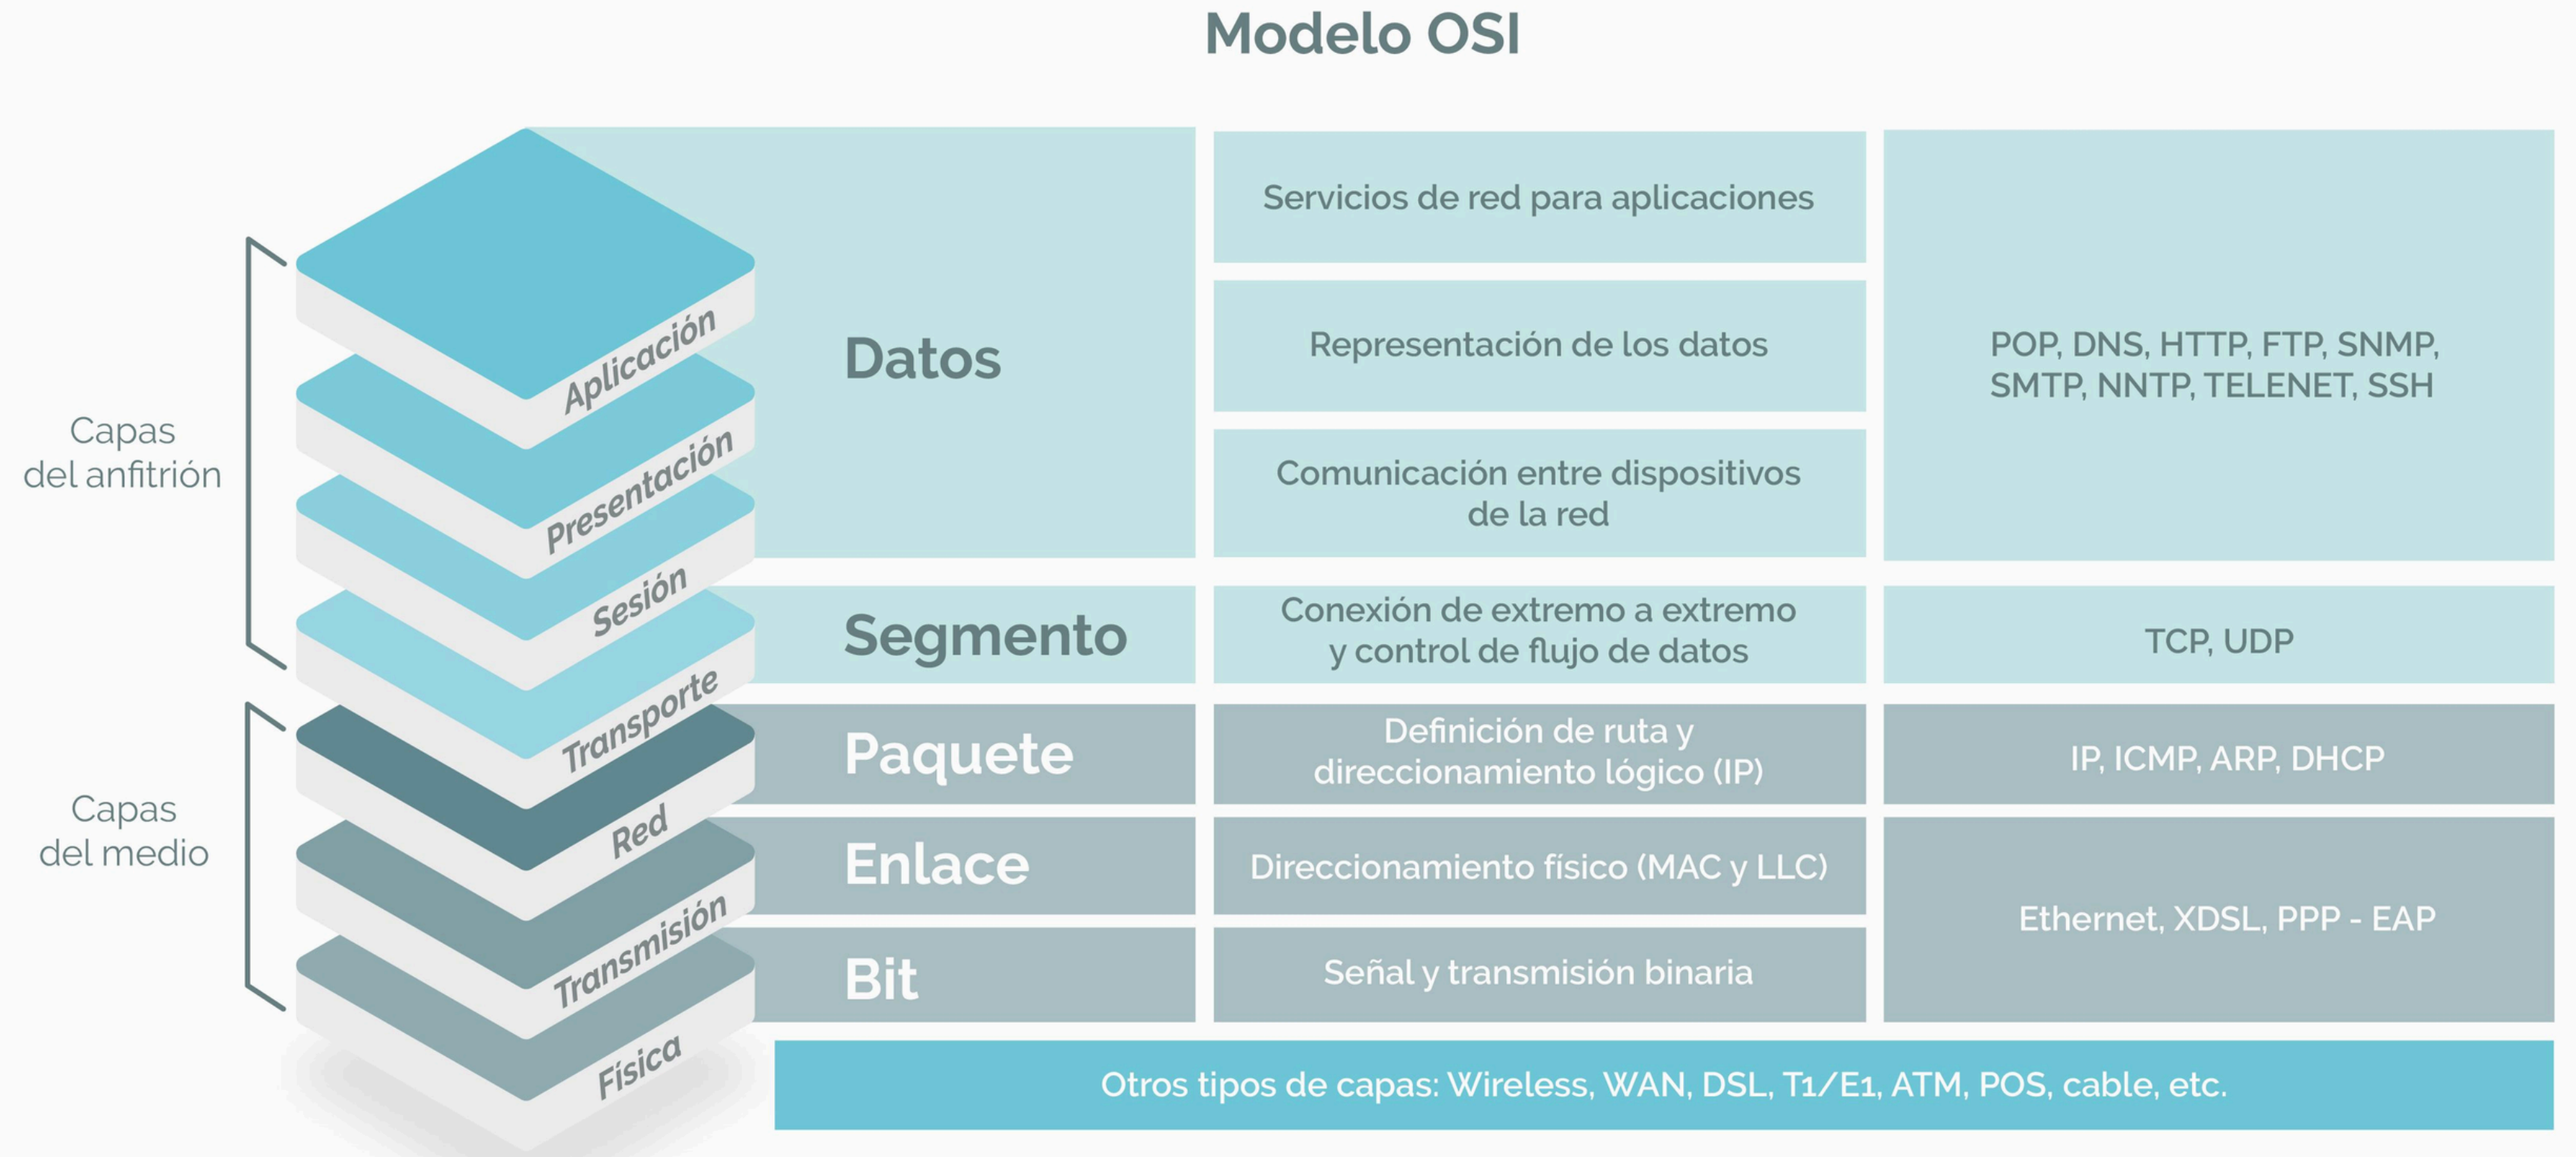 Modelo OSI
Capas
del anfitrión
Capas
del medio
Aplicación
Presentación
Sesión
Transporte
Red
Transmisión
Física
Datos
Servicios de red para aplicaciones
Representación de los datos
Comunicación entre dispositivos
de la red
POP, DNS, HTTP, FTP, SNMP,
SMTP, NNTP, TELENET, SSH
Segmento
Conexión de extremo a extremo
y control de flujo de datos
TCP, UDP
Paquete
Definición de ruta y
direccionamiento lógico (IP)
IP, ICMP, ARP, DHCP
Enlace
Direccionamiento físico (MAC y LLC)
Bit
Señal y transmisión binaria
Ethernet, XDSL, PPP - EAP
Otros tipos de capas: Wireless, WAN, DSL, T1/E1, ATM, POS, cable, etc.